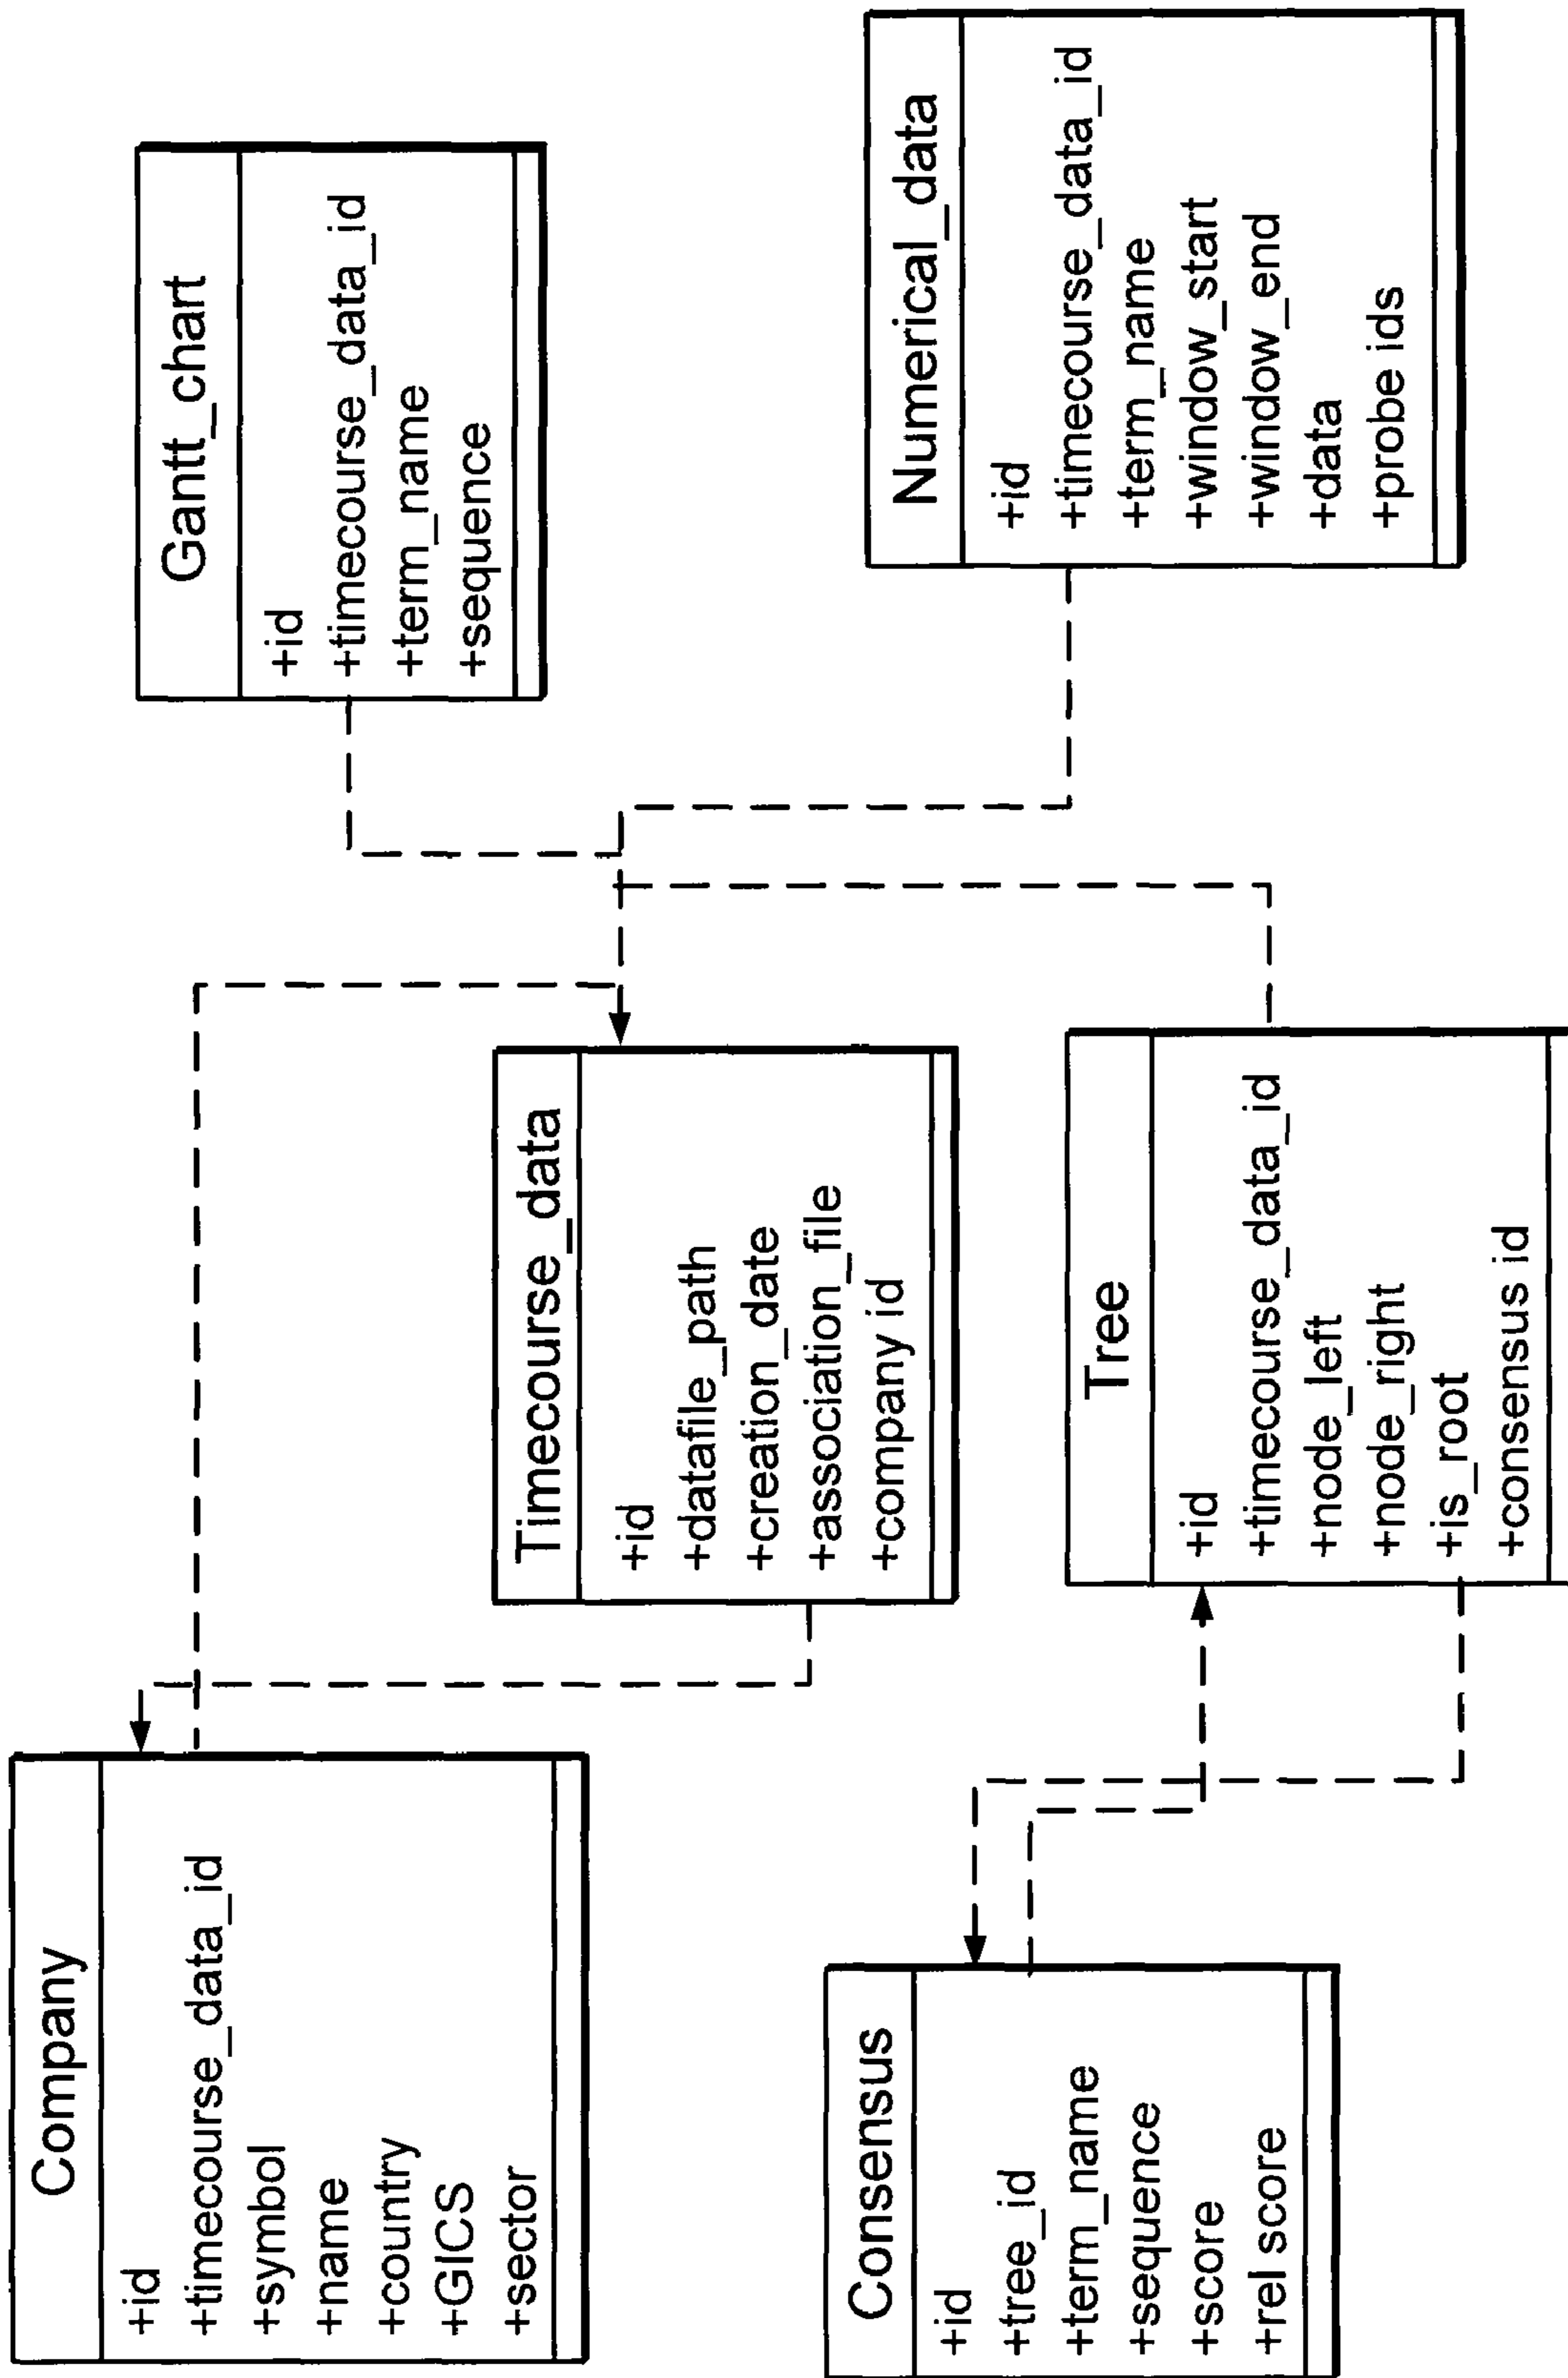 Company
+id
+timecourse_data_id
+symbol
+name
+country
+GICS
+sector
Timecourse_data
+id
+datafile_path
+creation_date
+association_file
+company id
Gantt_chart
+id
+timecourse_data_id
+term_name
+sequence
Consensus
+id
+tree_id
+term_name
+sequence
+score
+rel score
Tree
+id
+timecourse_data_id
+node_left
+node_right
+is_root
+consensus id
Numerical_data
+id
+timecourse_data_id
+term_name
+window_start
+window_end
+data
+probe ids